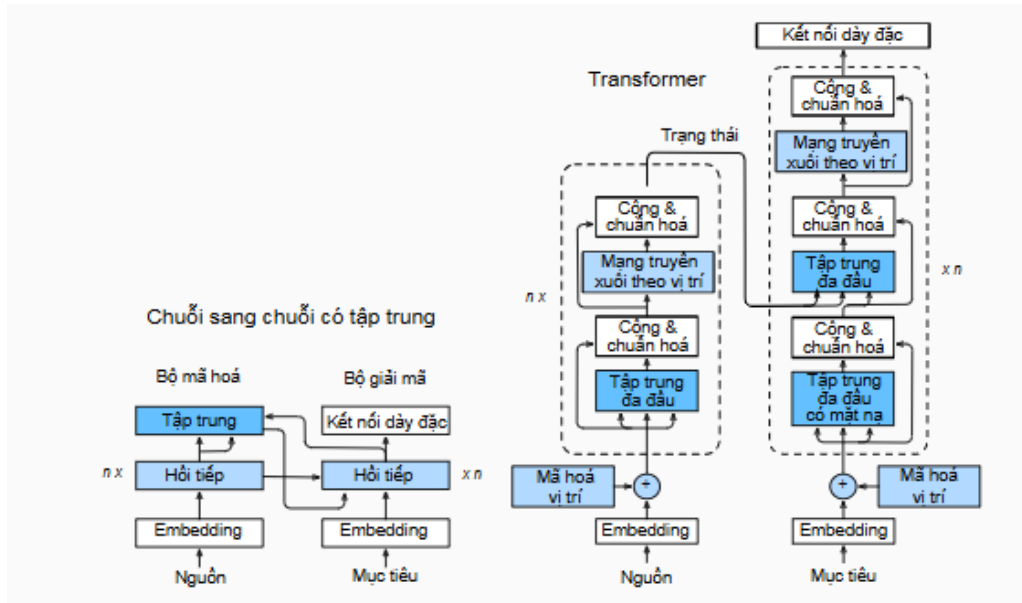 Chuỗi sang chuỗi có tập trung
Bộ mã hoá
Bộ giải mã
Tập trung
Kết nối dày đặc
n x
Hồi tiếp
Hồi tiếp
x n
Embedding
Embedding
Nguồn
Mục tiêu
Transformer
Trạng thái
Cộng &
chuẩn hoá
Mạng truyền
xuôi theo vị trí
n x
Cộng &
chuẩn hoá
Tập trung
đa đầu
Mã hoá
vị trí
+
Embedding
Nguồn
Kết nối dày đặc
Cộng &
chuẩn hoá
Mạng truyền
xuôi theo vị trí
Cộng &
chuẩn hoá
Tập trung
đa đầu
x n
Cộng &
chuẩn hoá
Tập trung
đa đầu
có mặt nạ
+
Mã hoá
vị trí
Embedding
Mục tiêu